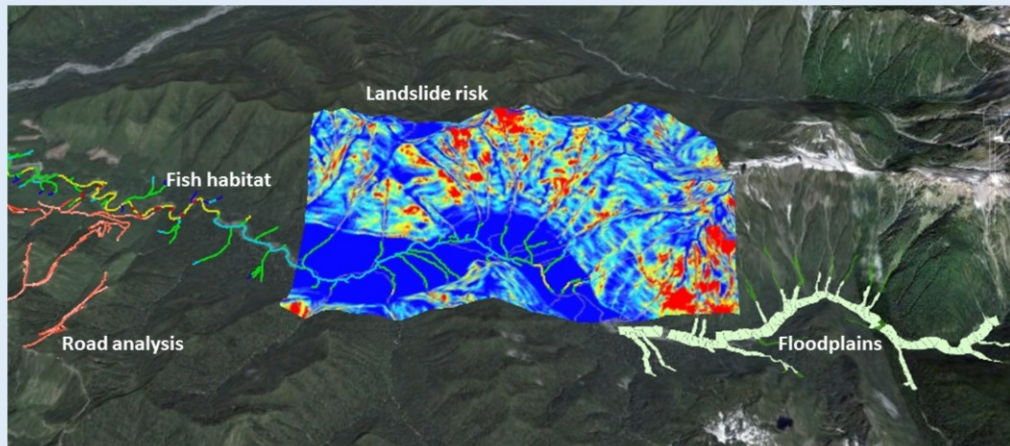 Landslide risk
Fish habitat
Road analysis
Floodplains